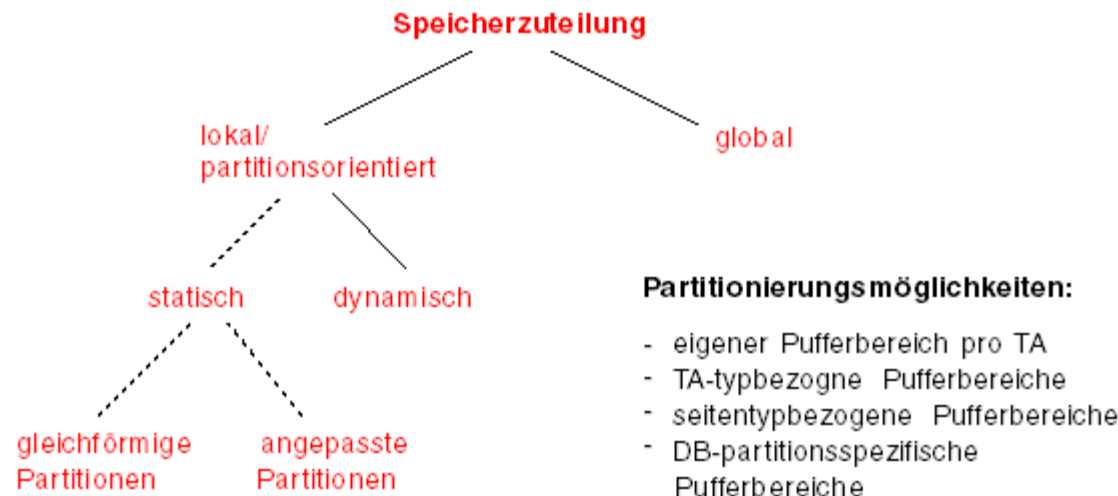 Speicherzuteilung
lokal/
partitionsorientiert
global
statisch
dynamisch
gleichförmige
Partitionen
angepasste
Partitionen
Partitionierungsmöglichkeiten:
- eigener Pufferbereich pro TA
- TA-typbezogne Pufferbereiche
- seitentypbezogene Pufferbereiche
- DB-partitionsspezifische
Pufferbereiche